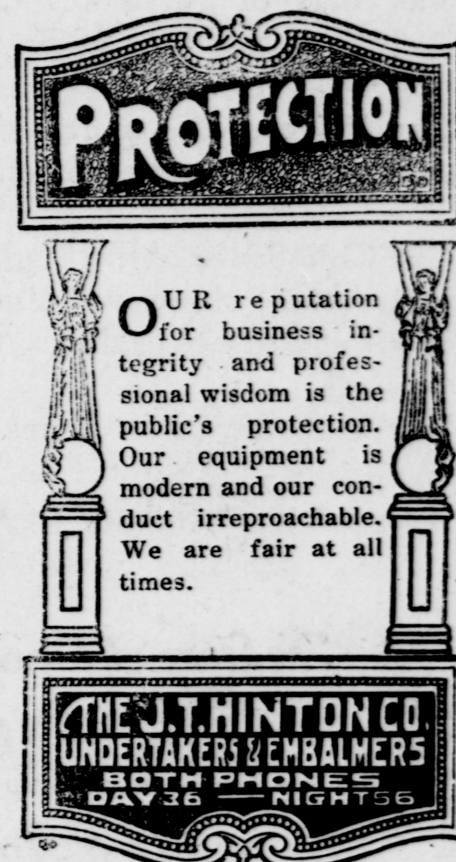 PROTECTION
OUR reputation
for business in-
tegrity and profes-
sional wisdom is the
public's protection.
Our equipment is
modern and our con-
duct irreproachable.
We are fair at all
times.
THE J.T. HINTON CO.
UNDERTAKERS & EMBALMERS
BOTH PHONES
DAY 36 — NIGHT 56